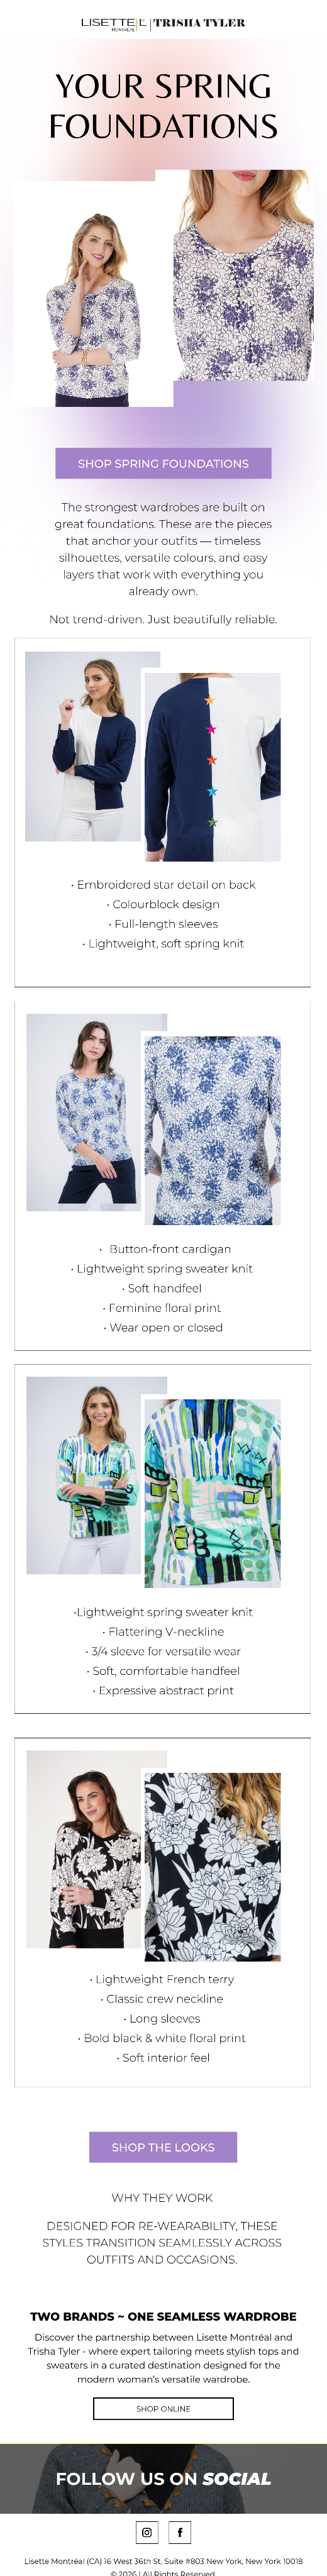 LISETTE L
MONTRÉAL
TRISHA TYLER
YOUR SPRING
FOUNDATIONS
SHOP SPRING FOUNDATIONS
The strongest wardrobes are built on
great foundations. These are the pieces
that anchor your outfits — timeless
silhouettes, versatile colours, and easy
layers that work with everything you
already own.
Not trend-driven. Just beautifully reliable.
• Embroidered star detail on back
• Colourblock design
• Full-length sleeves
• Lightweight, soft spring knit
• Button-front cardigan
• Lightweight spring sweater knit
• Soft handfeel
• Feminine floral print
• Wear open or closed
•Lightweight spring sweater knit
• Flattering V-neckline
• 3/4 sleeve for versatile wear
• Soft, comfortable handfeel
• Expressive abstract print
• Lightweight French terry
• Classic crew neckline
• Long sleeves
• Bold black & white floral print
• Soft interior feel
SHOP THE LOOKS
WHY THEY WORK
DESIGNED FOR RE-WEARABILITY, THESE
STYLES TRANSITION SEAMLESSLY ACROSS
OUTFITS AND OCCASIONS.
TWO BRANDS ~ ONE SEAMLESS WARDROBE
Discover the partnership between Lisette Montréal and
Trisha Tyler - where expert tailoring meets stylish tops and
sweaters in a curated destination designed for the
modern woman's versatile wardrobe.
SHOP ONLINE
FOLLOW US ON SOCIAL
Lisette Montréal (CA) 16 West 36th St, Suite #803 New York, New York 10018
© 2026 | All Rights Reserved